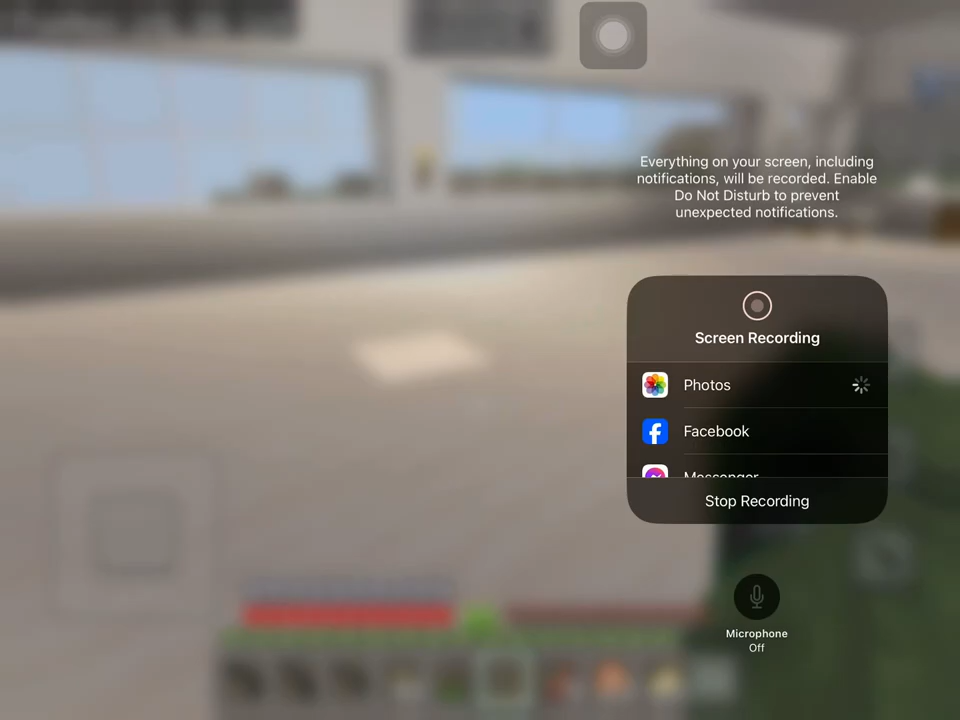 Everything on your screen, including
notifications, will be recorded. Enable
Do Not Disturb to prevent
unexpected notifications.
Screen Recording
Photos
Facebook
Messenger
Stop Recording
Microphone
Off